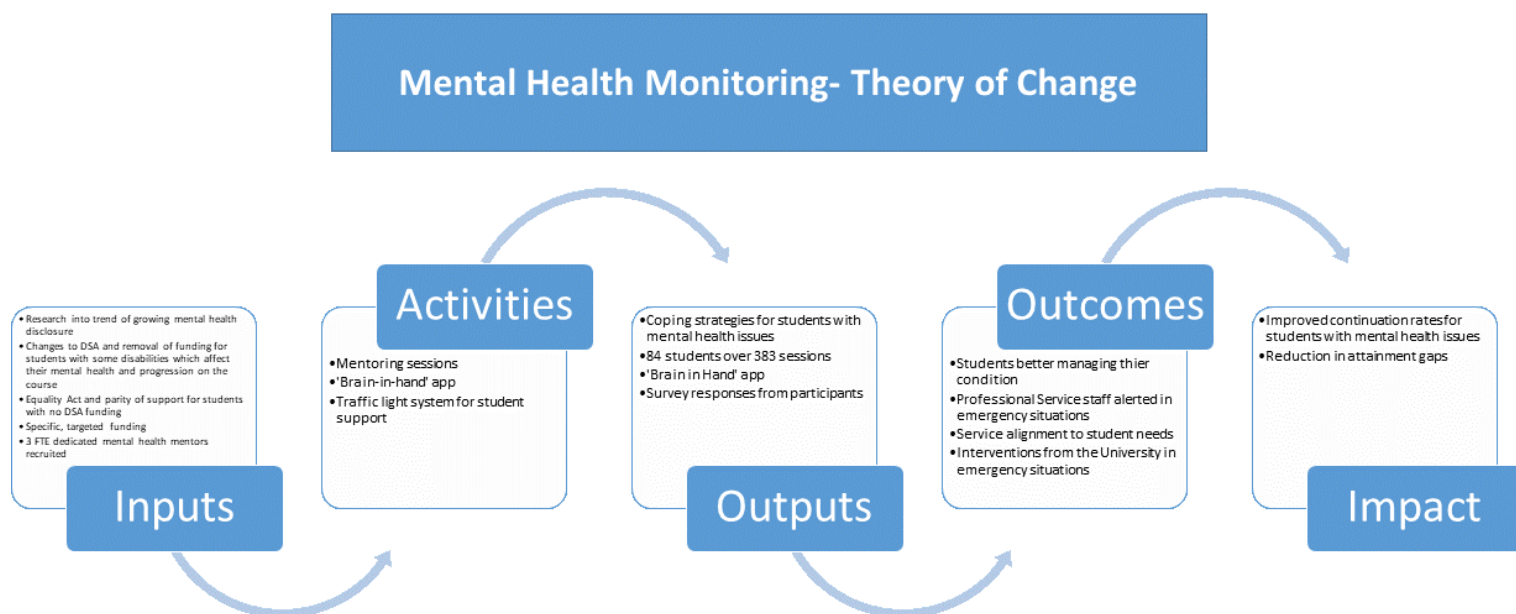 Mental Health Monitoring- Theory of Change
• Research into trend of growing mental health
disclosure
• Changes to DSA and removal of funding for
students with some disabilities which affect
their mental health and progression on the
course
• Equality Act and parity of support for students
with no DSA funding
• Specific, targeted funding
• 3 FTE dedicated mental health mentors
recruited
Inputs
Activities
•Mentoring sessions
•'Brain-in-hand' app
•Traffic light system for student
support
•Coping strategies for students with
mental health issues
•84 students over 383 sessions
•'Brain in Hand' app
•Survey responses from participants
Outputs
Outcomes
•Students better managing thier
condition
•Professional Service staff alerted in
emergency situations
•Service alignment to student needs
•Interventions from the University in
emergency situations
•Improved continuation rates for
students with mental health issues
•Reduction in attainment gaps
Impact